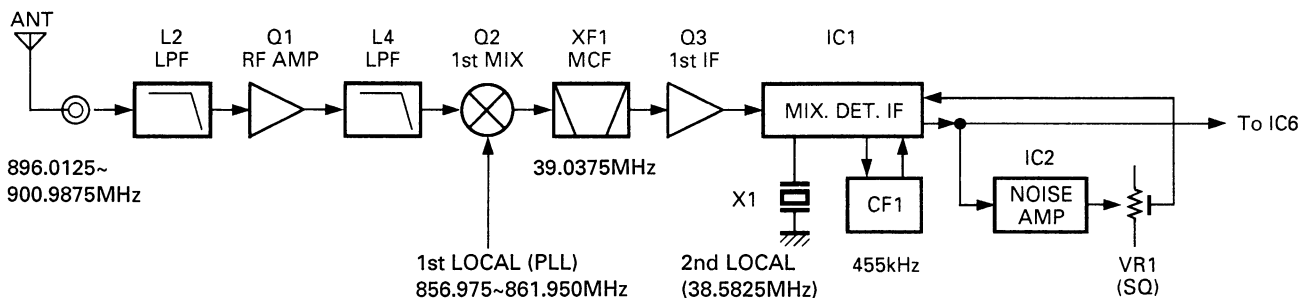 ANT
L2
LPF
Q1
RF AMP
L4
LPF
Q2
1st MIX
XF1
MCF
Q3
1st IF
IC1
MIX. DET. IF
To IC6
896.0125~
900.9875MHz
39.0375MHz
X1
CF1
IC2
NOISE
AMP
1st LOCAL (PLL)
856.975~861.950MHz
2nd LOCAL
(38.5825MHz)
455kHz
VR1
(SQ)